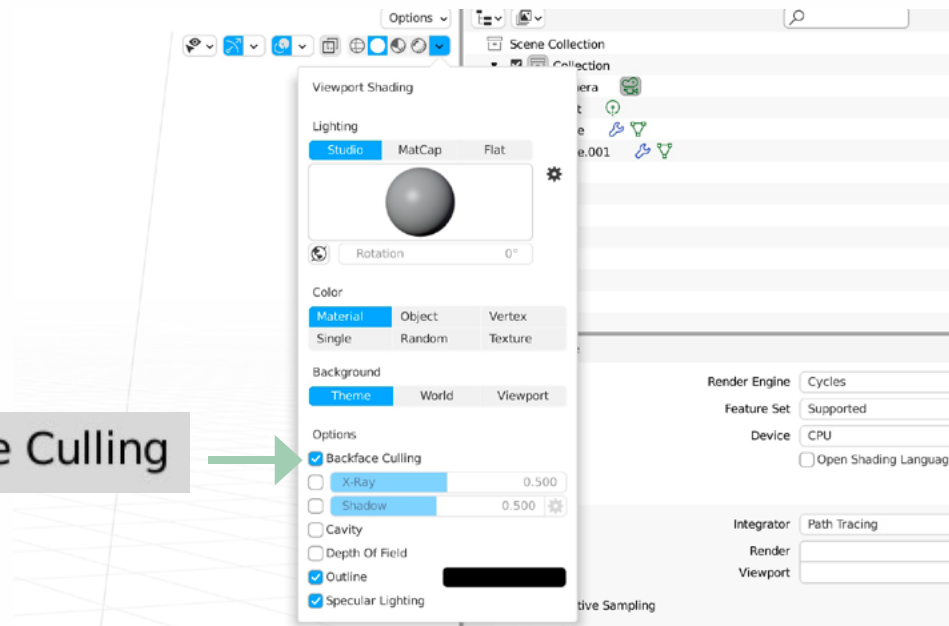 Options
Scene Collection
Collection
Viewport Shading
Lighting
Studio MatCap Flat
e.001
Rotation 0°
Color
Material Object Vertex
Single Random Texture
Background
Theme World Viewport
Render Engine Cycles
Feature Set Supported
Device CPU
Open Shading Languag
Options
e Culling
Backface Culling
X-Ray 0.500
Shadow 0.500
Cavity
Depth Of Field
Outline
Specular Lighting
Integrator Path Tracing
Render
Viewport
tive Sampling